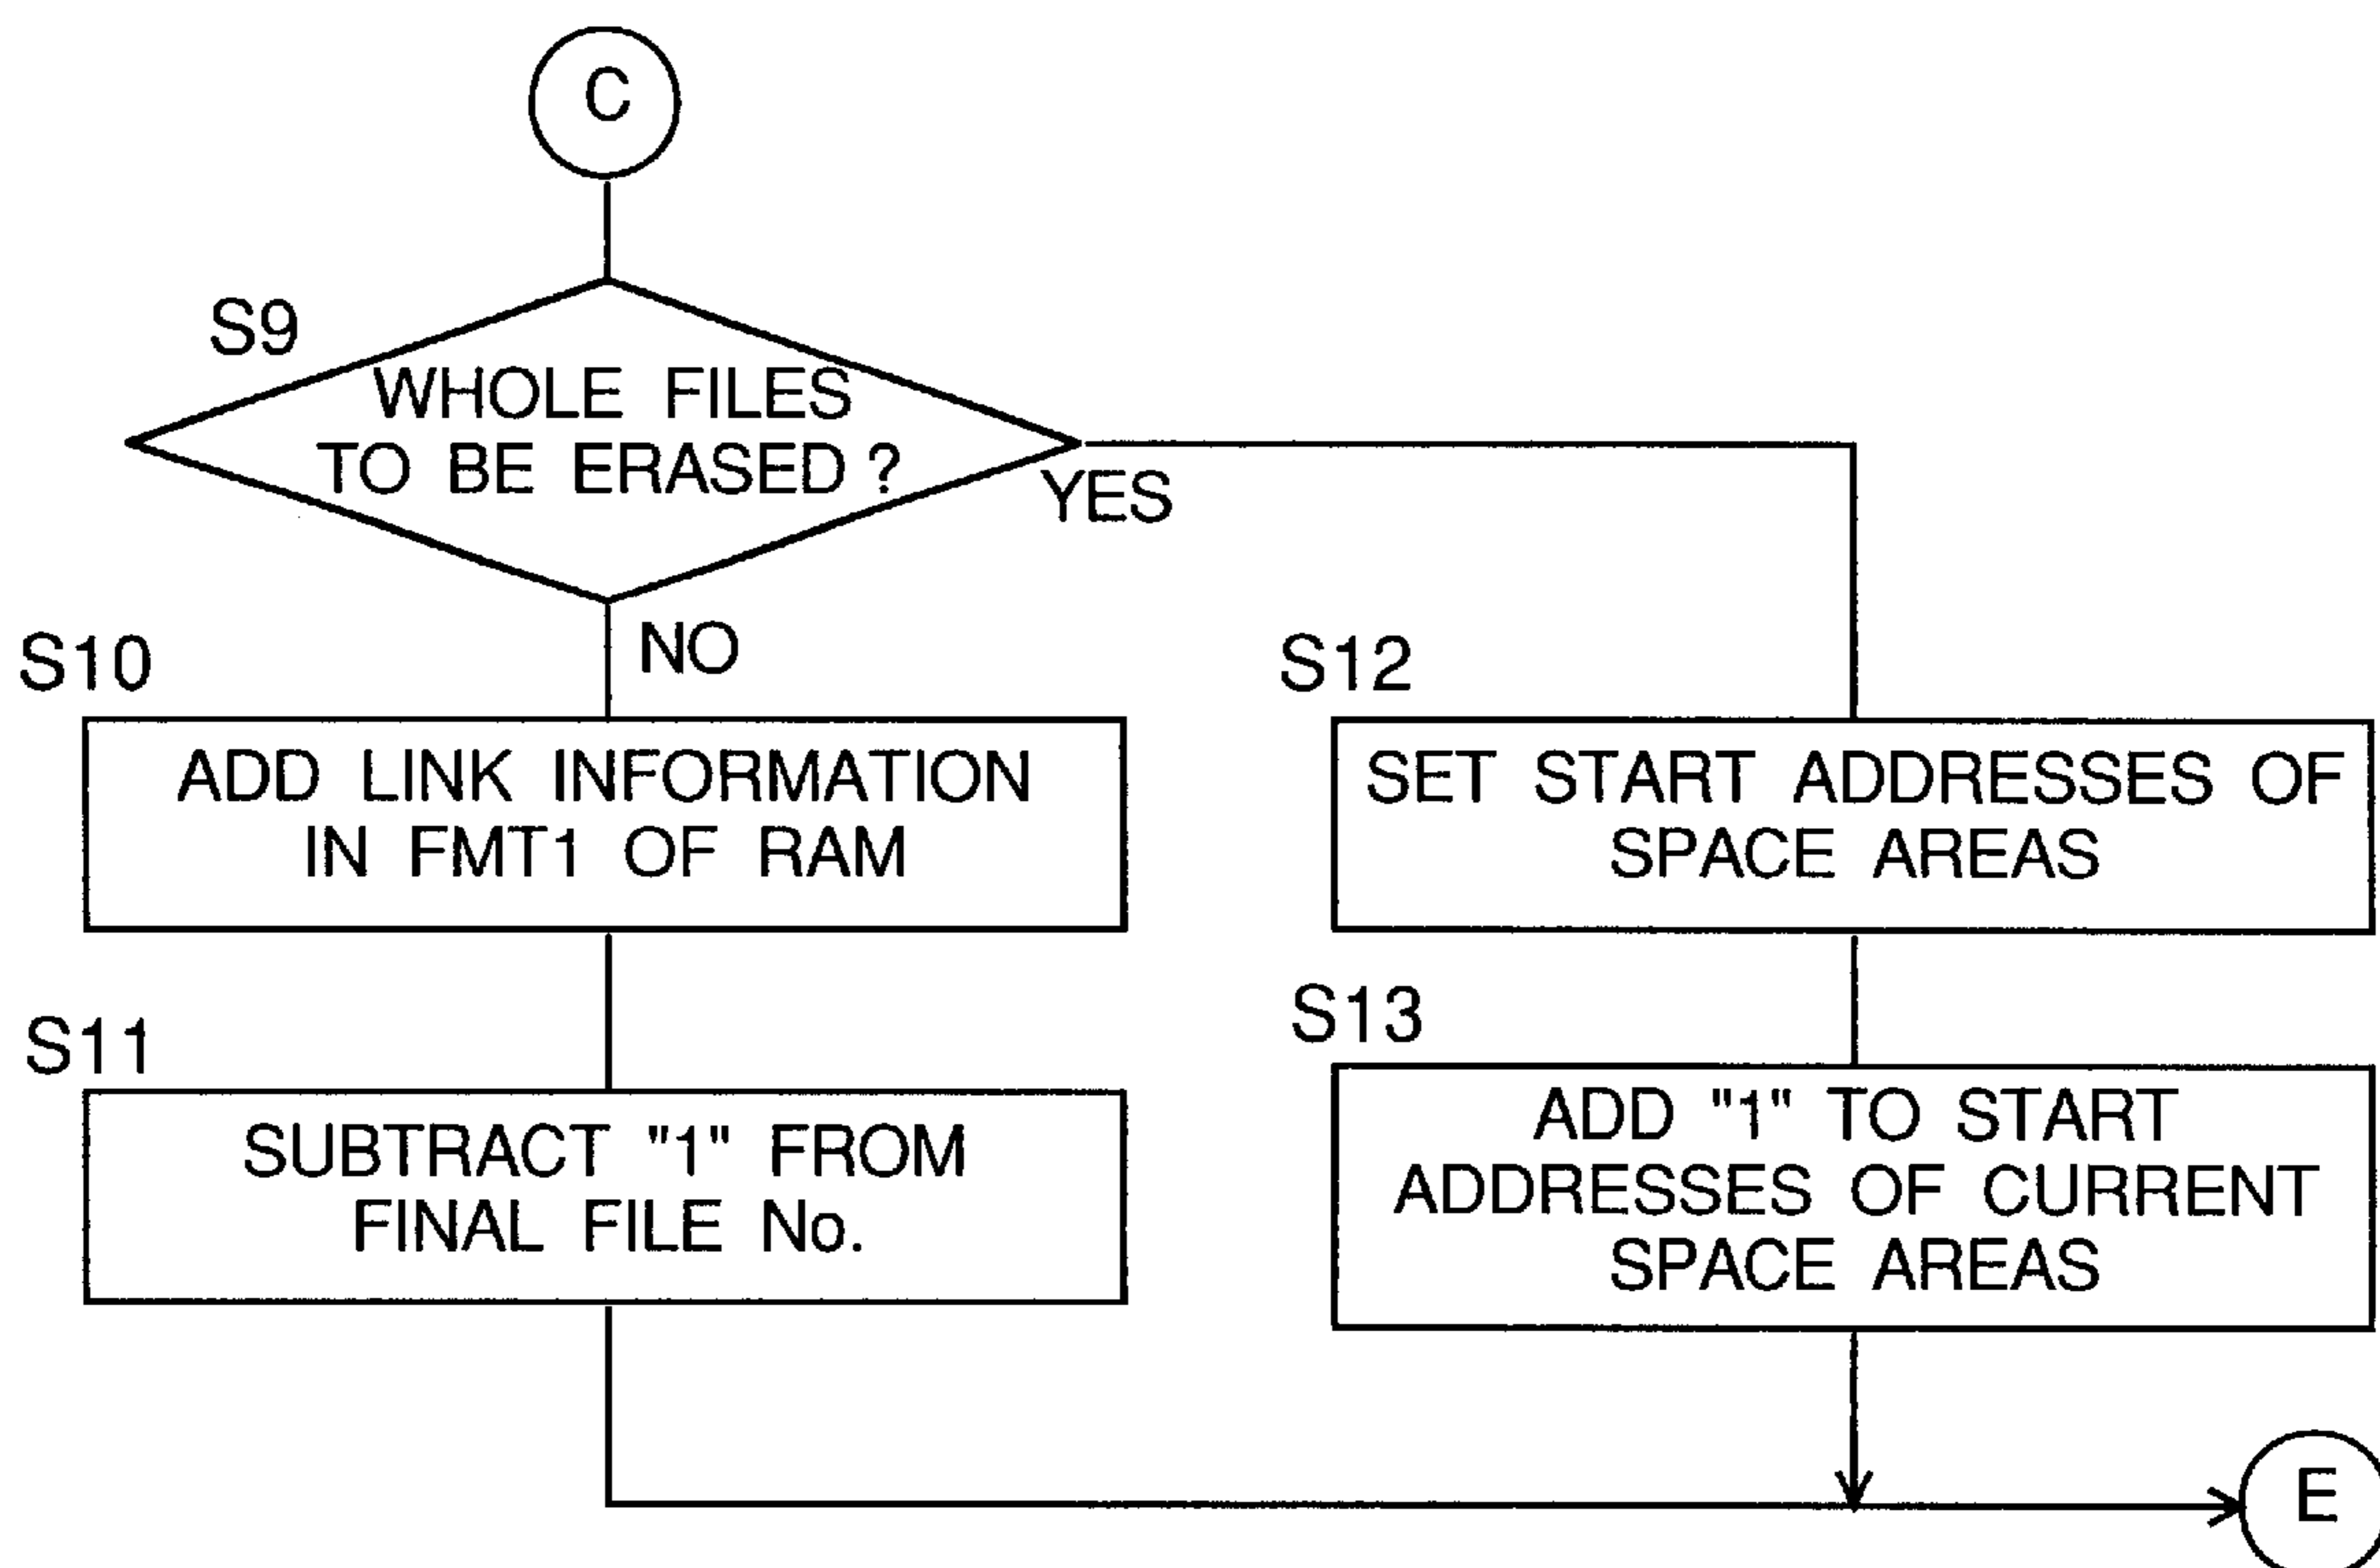 C
S9
WHOLE FILES
TO BE ERASED ?
YES
NO
S10
ADD LINK INFORMATION
IN FMT1 OF RAM
S11
SUBTRACT "1" FROM
FINAL FILE No.
S12
SET START ADDRESSES OF
SPACE AREAS
S13
ADD "1" TO START
ADDRESSES OF CURRENT
SPACE AREAS
E